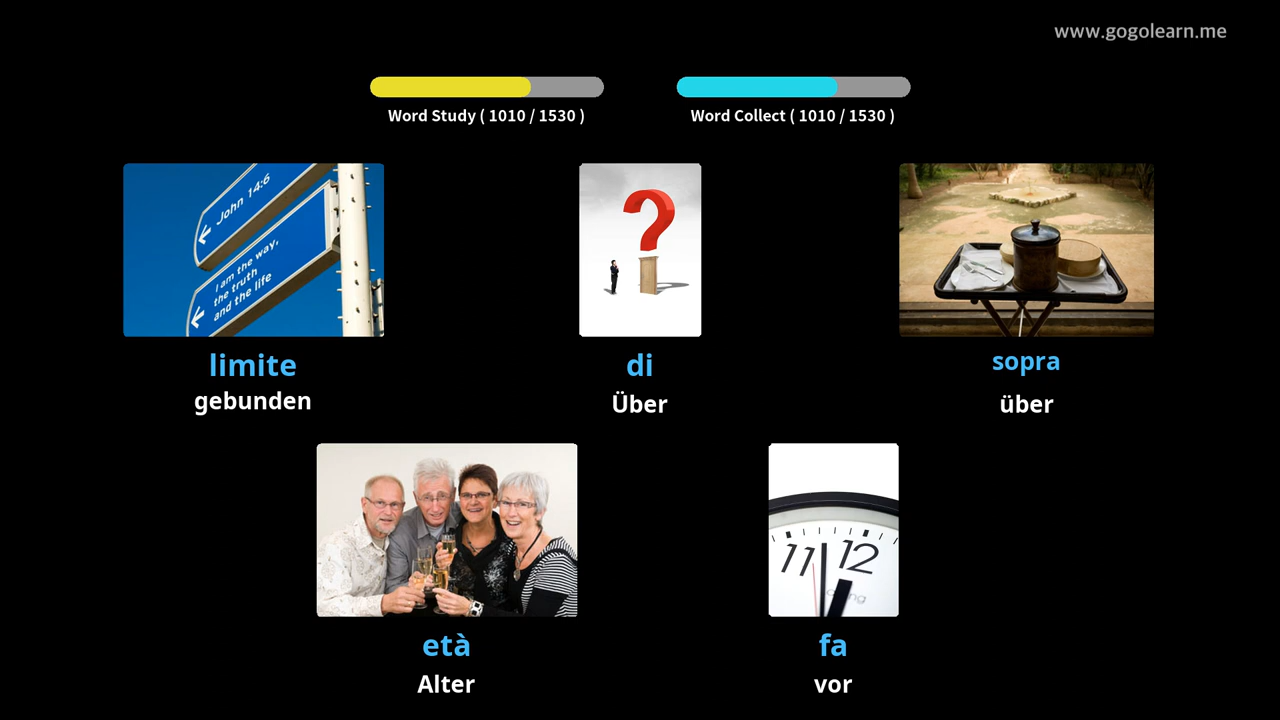 www.gogolearn.me
Word Study ( 1010 / 1530 )
Word Collect ( 1010 / 1530 )
John 14:6
I am the way,
the truth
and the life
limite
gebunden
di
Über
sopra
über
11
12
età
Alter
fa
vor